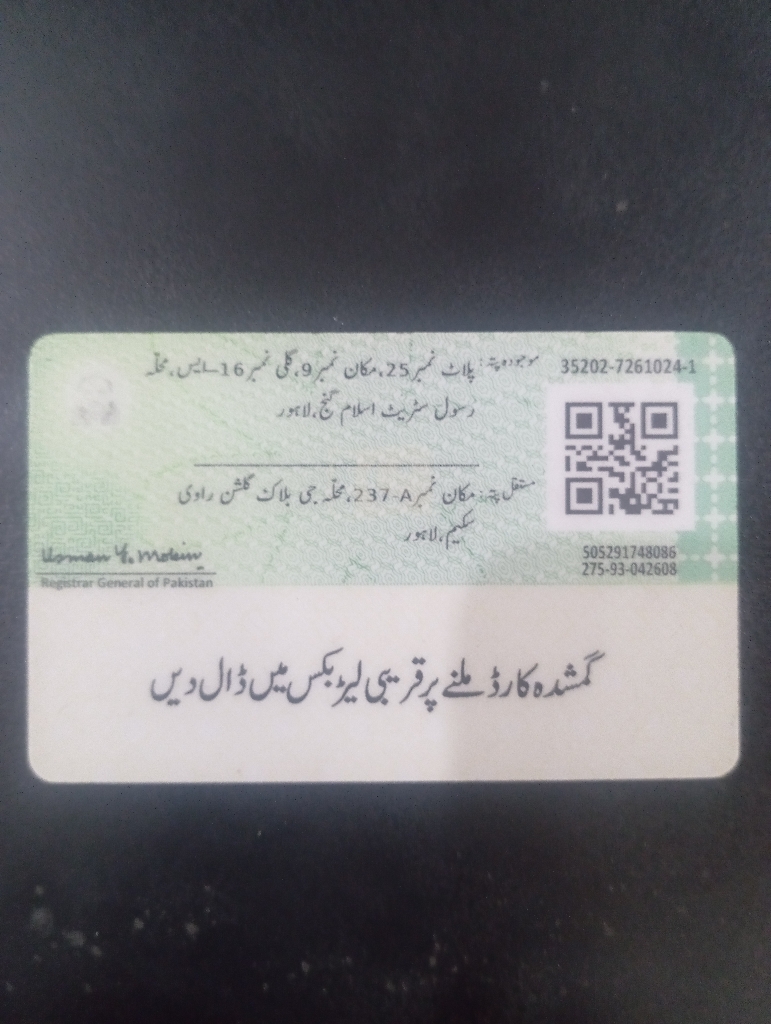 35202-7261024-1
موجودہ پتہ: پلاٹ نمبر 25، مکان نمبر 9، گلی نمبر 16۔ایس، محلّہ
رسول سٹریٹ اسلام گنج، لاہور
مستقل پتہ: مکان نمبر 237-A، محلّہ جی بلاک گلشن راوی
سکیم، لاہور
505291748086
275-93-042608
Usman Y. Mobin
Registrar General of Pakistan
گمشدہ کارڈ ملنے پر قریبی لیٹر بکس میں ڈال دیں